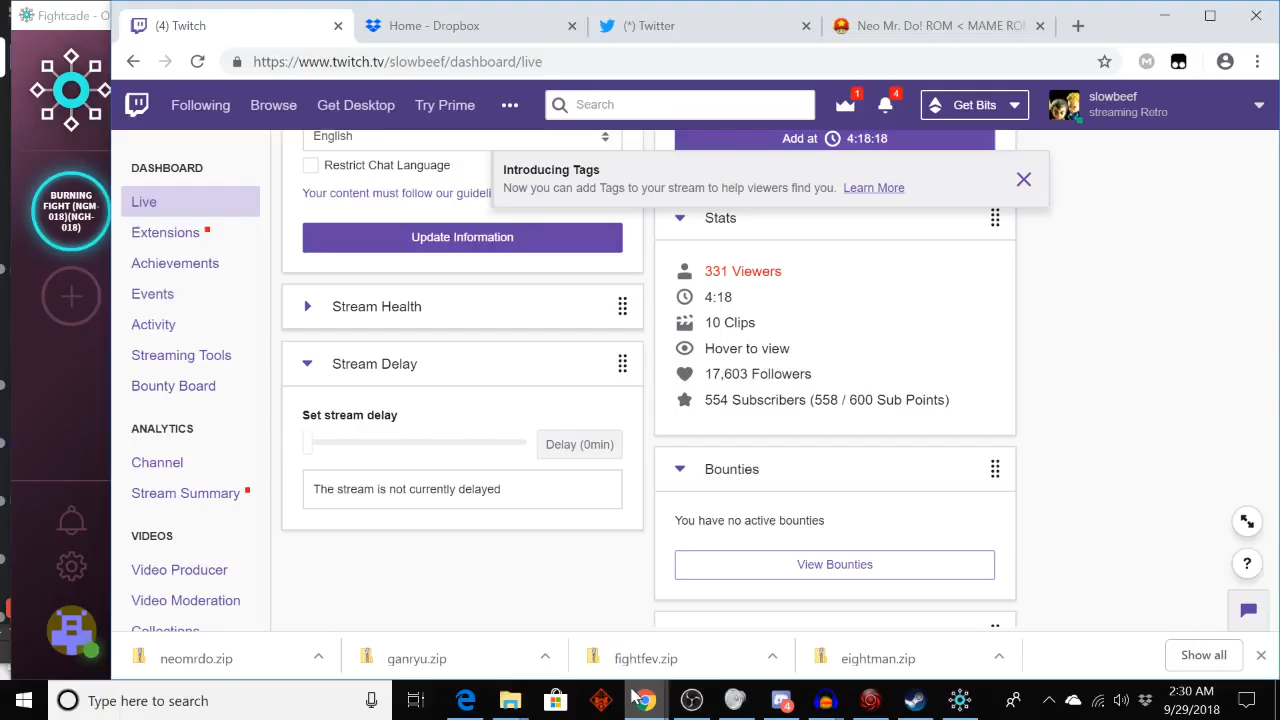 Fightcade - O
(4) Twitch
Home - Dropbox
(*) Twitter
Neo Mr. Do! ROM < MAME RO
https://www.twitch.tv/slowbeef/dashboard/live
Following
Browse
Get Desktop
Try Prime
Search
1
4
Get Bits
slowbeef
streaming Retro
BURNING
FIGHT (NGM-
018)(NGH-
018)
DASHBOARD
Live
Extensions
Achievements
Events
Activity
Streaming Tools
Bounty Board
ANALYTICS
Channel
Stream Summary
VIDEOS
Video Producer
Video Moderation
Collections
English
Restrict Chat Language
Your content must follow our guideli
Update Information
Stream Health
Stream Delay
Set stream delay
Delay (0min)
The stream is not currently delayed
Add at 4:18:18
Introducing Tags
Now you can add Tags to your stream to help viewers find you. Learn More
Stats
331 Viewers
4:18
10 Clips
Hover to view
17,603 Followers
554 Subscribers (558 / 600 Sub Points)
Bounties
You have no active bounties
View Bounties
?
neomrdo.zip
ganryu.zip
fightfev.zip
eightman.zip
Show all
Type here to search
4
2:30 AM
9/29/2018